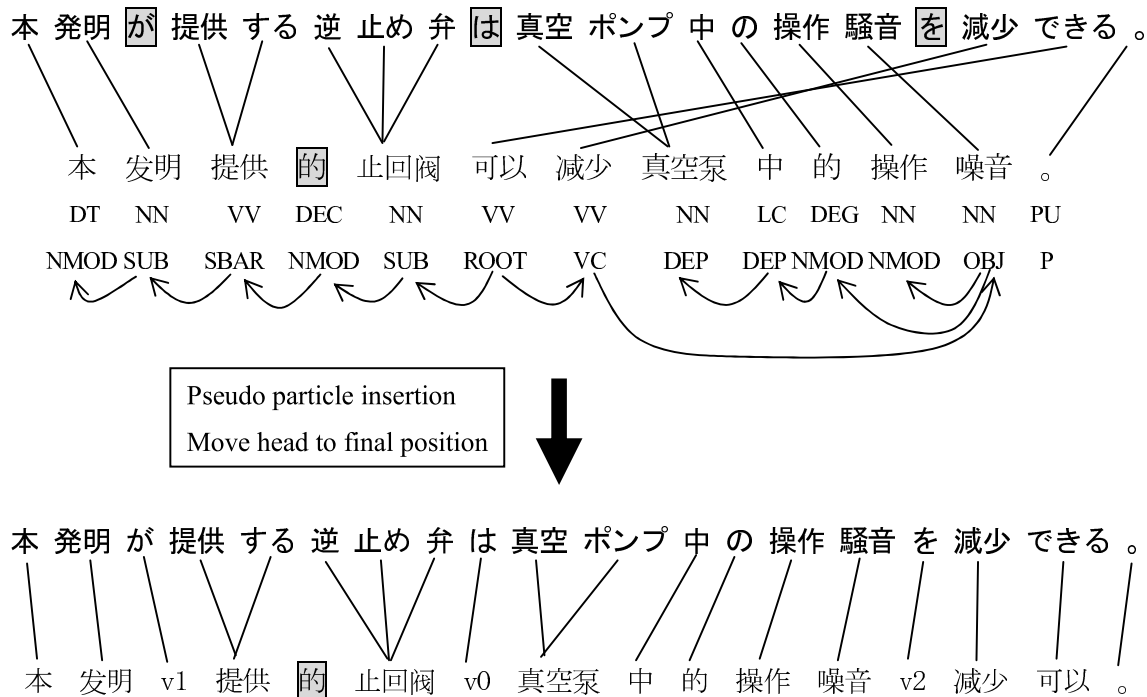 本 発明 が 提供 する 逆 止め 弁 は 真空 ポンプ 中 の 操作 騒音 を 減少 できる 。
本 发明 提供 的 止回阀 可以 减少 真空泵 中 的 操作 噪音 。
DT NN VV DEC NN VV VV NN LC DEG NN NN PU
NMOD SUB SBAR NMOD SUB ROOT VC DEP DEP NMOD NMOD OBJ P
Pseudo particle insertion
Move head to final position
本 発明 が 提供 する 逆 止め 弁 は 真空 ポンプ 中 の 操作 騒音 を 減少 できる 。
本 发明 v1 提供 的 止回阀 v0 真空泵 中 的 操作 噪音 v2 减少 可以 。